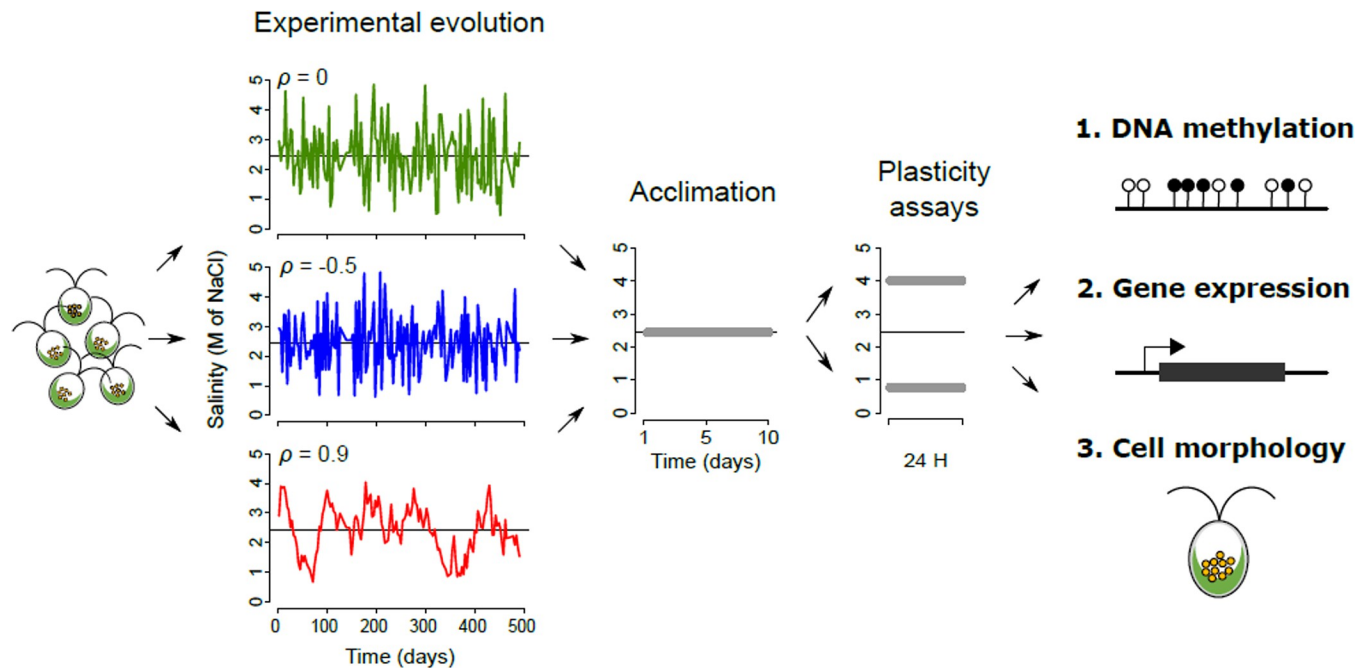 Experimental evolution
ρ = 0
5
4
3
2
1
0
ρ = -0.5
5
4
3
2
1
0
ρ = 0.9
5
4
3
2
1
0
0 100 200 300 400 500
Time (days)
Salinity (M of NaCl)
Acclimation
5
4
3
2
1
0
1 5 10
Time (days)
Plasticity
assays
5
4
3
2
1
0
24 H
1. DNA methylation
2. Gene expression
3. Cell morphology